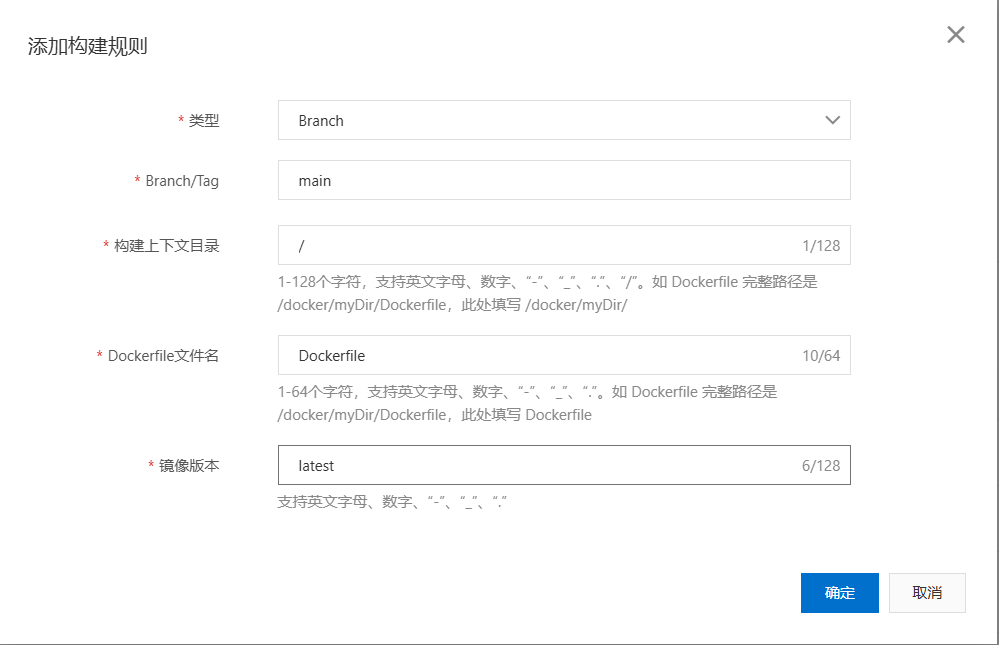 添加构建规则
* 类型
Branch
* Branch/Tag
main
* 构建上下文目录
/
1/128
1-128个字符，支持英文字母、数字、“-”、“_”、“.”、“/”。如 Dockerfile 完整路径是
/docker/myDir/Dockerfile，此处填写 /docker/myDir/
* Dockerfile文件名
Dockerfile
10/64
1-64个字符，支持英文字母、数字、“-”、“_”、“.”。如 Dockerfile 完整路径是
/docker/myDir/Dockerfile，此处填写 Dockerfile
* 镜像版本
latest
6/128
支持英文字母、数字、“-”、“_”、“.”
确定
取消